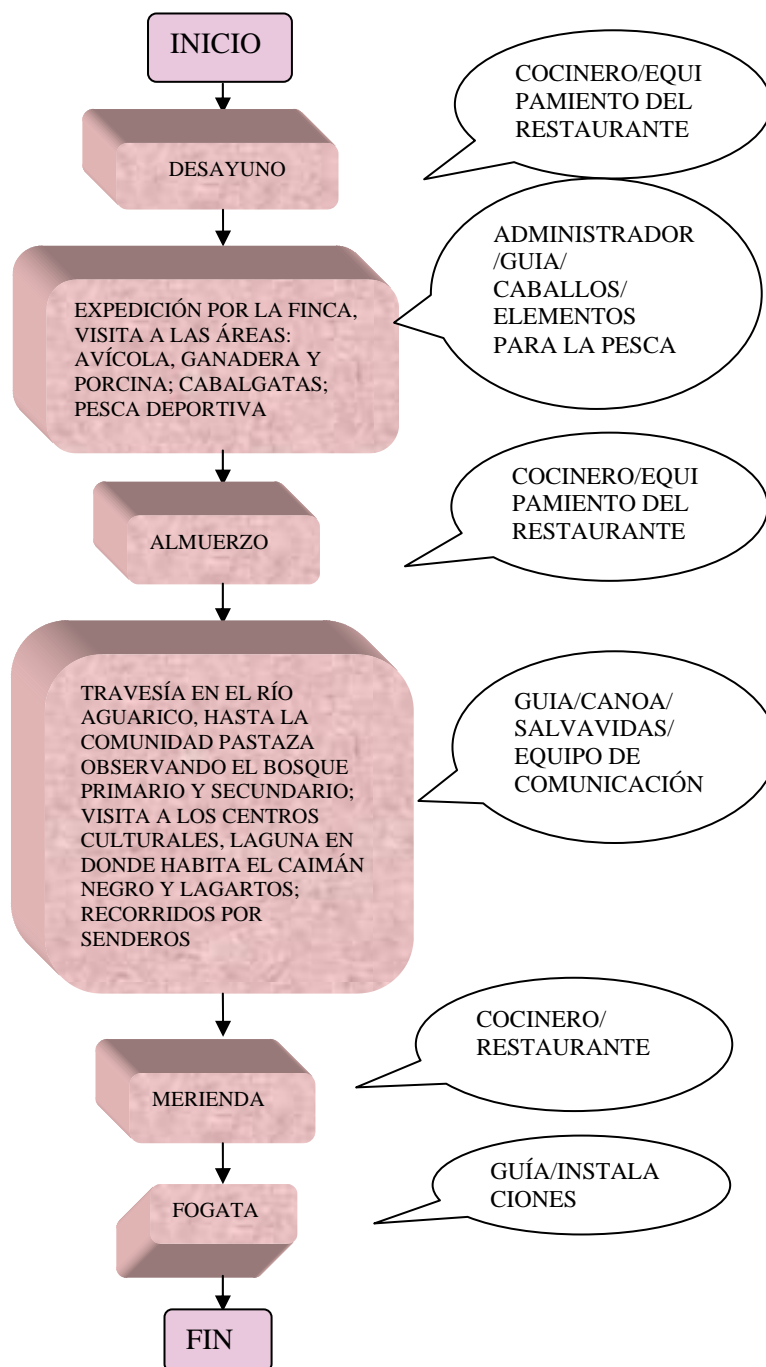 INICIO
COCINERO/EQUI
PAMIENTO DEL
RESTAURANTE
DESAYUNO
ADMINISTRADOR
/GUIA/
CABALLOS/
ELEMENTOS
PARA LA PESCA
EXPEDICIÓN POR LA FINCA,
VISITA A LAS ÁREAS:
AVÍCOLA, GANADERA Y
PORCINA; CABALGATAS;
PESCA DEPORTIVA
COCINERO/EQUI
PAMIENTO DEL
RESTAURANTE
ALMUERZO
TRAVESÍA EN EL RÍO
AGUARICO, HASTA LA
COMUNIDAD PASTAZA
OBSERVANDO EL BOSQUE
PRIMARIO Y SECUNDARIO;
VISITA A LOS CENTROS
CULTURALES, LAGUNA EN
DONDE HABITA EL CAIMÁN
NEGRO Y LAGARTOS;
RECORRIDOS POR
SENDEROS
GUIA/CANOA/
SALVAVIDAS/
EQUIPO DE
COMUNICACIÓN
COCINERO/
RESTAURANTE
MERIENDA
GUÍA/INSTALA
CIONES
FOGATA
FIN